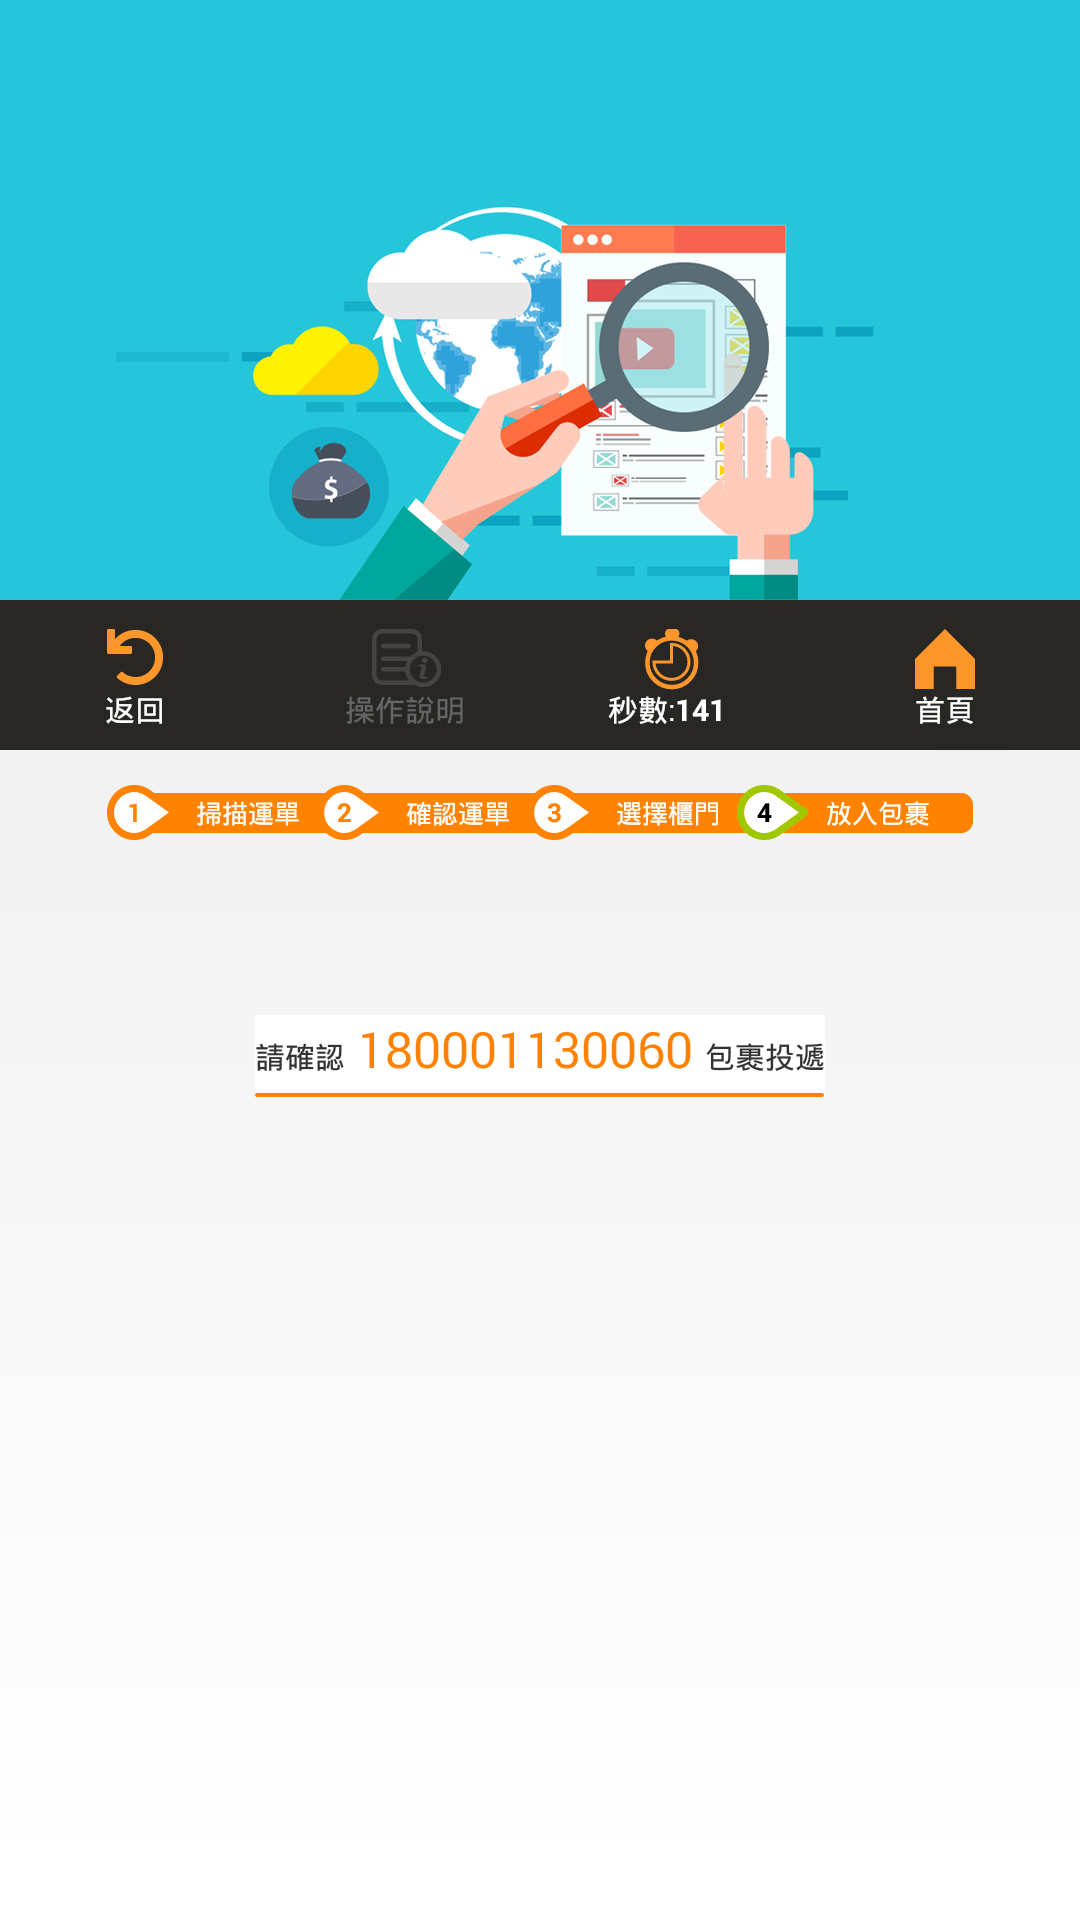 $
返回
操作說明
秒數:141
首頁
1 掃描運單 2 確認運單 3 選擇櫃門 4 放入包裹
請確認 180001130060 包裹投遞